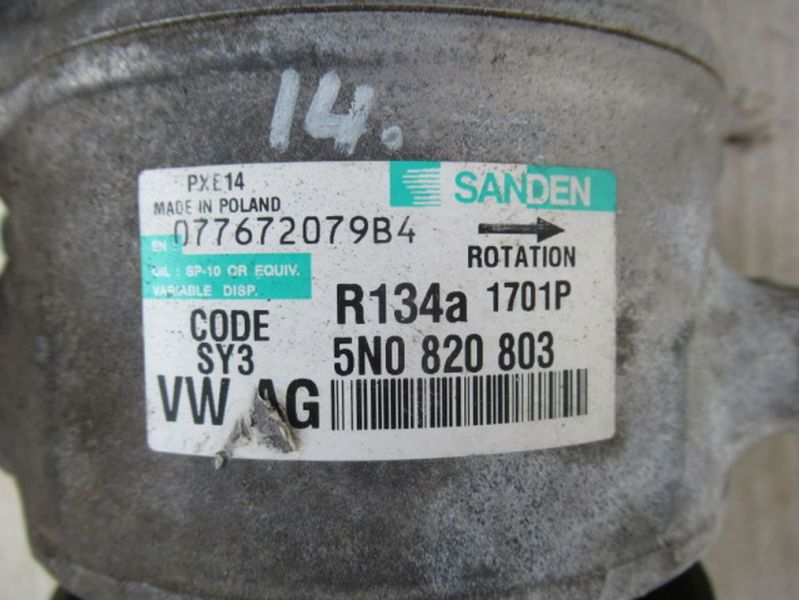 14.
PXE14
SANDEN
MADE IN POLAND
SN : 077672079B4
ROTATION
OIL : SP-10 OR EQUIV.
VARIABLE DISP.
R134a 1701P
CODE
SY3
5N0 820 803
VW AG